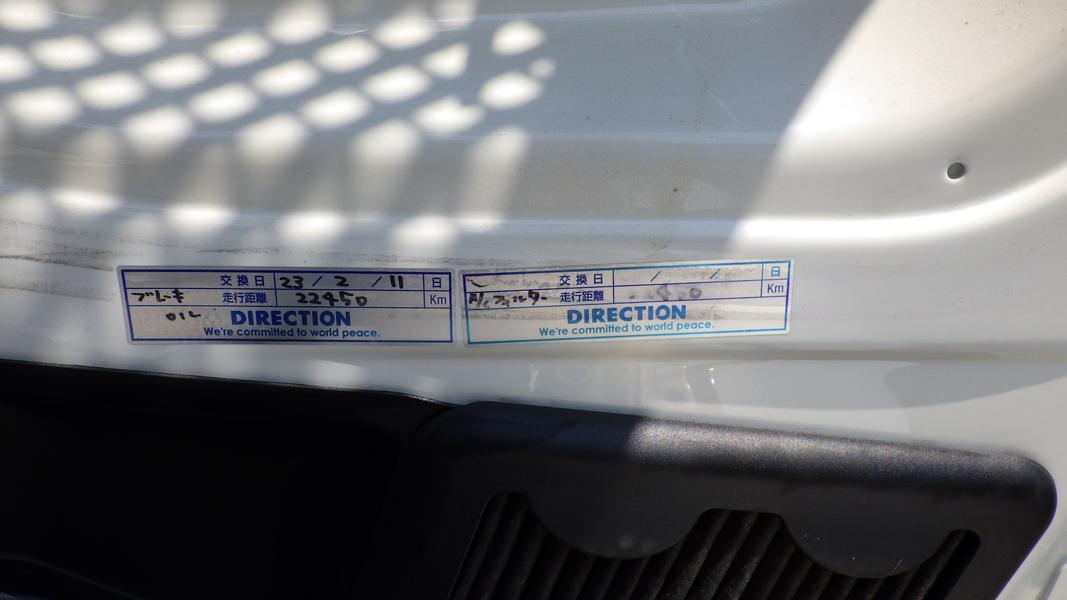 交換日 23 / 2 / 11 日
ブレーキ 走行距離 22450 Km
OIL DIRECTION
We're committed to world peace.
交換日 / / 日
走行距離 Km
DIRECTION
We're committed to world peace.